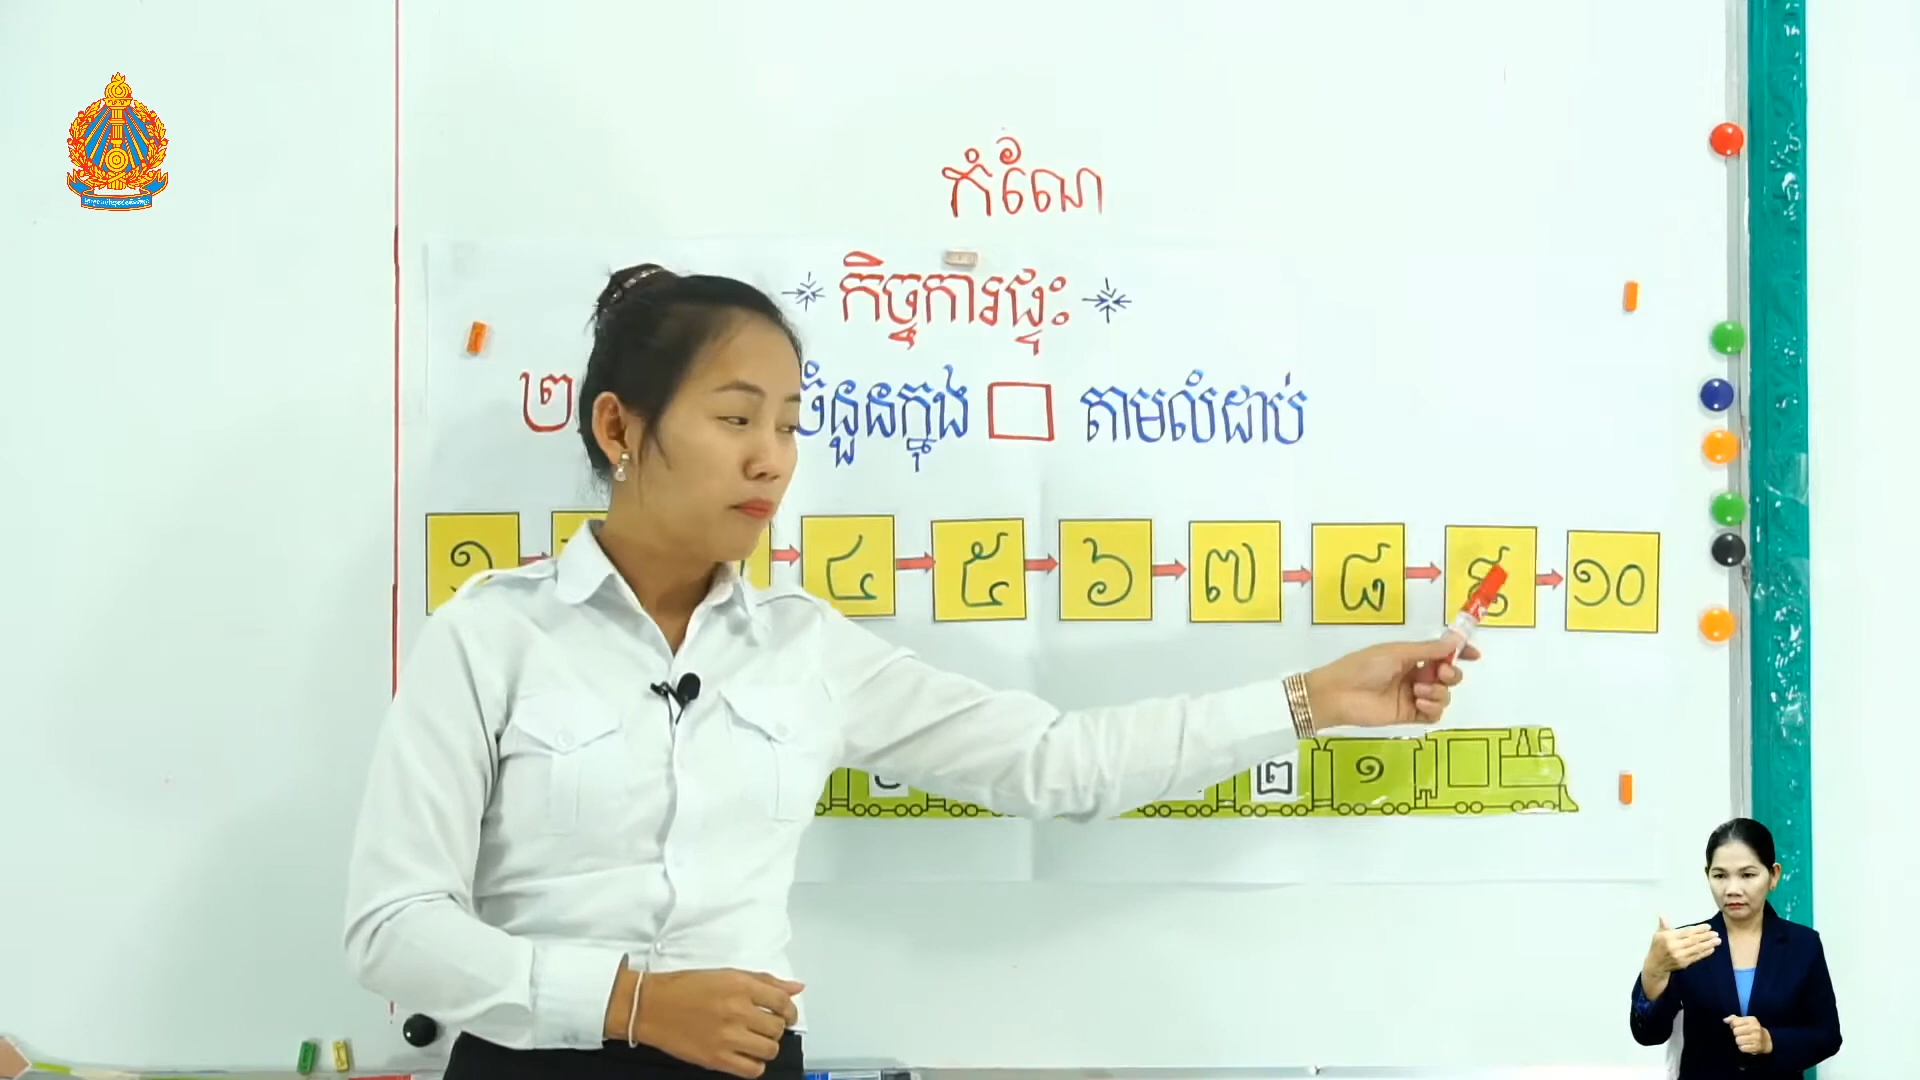 កំណែ
កិច្ចការផ្ទះ
២ ចំនួនក្នុង តាមលំដាប់
១ ៤ ៥ ៦ ៧ ៨ ៩ ១០
២ ១